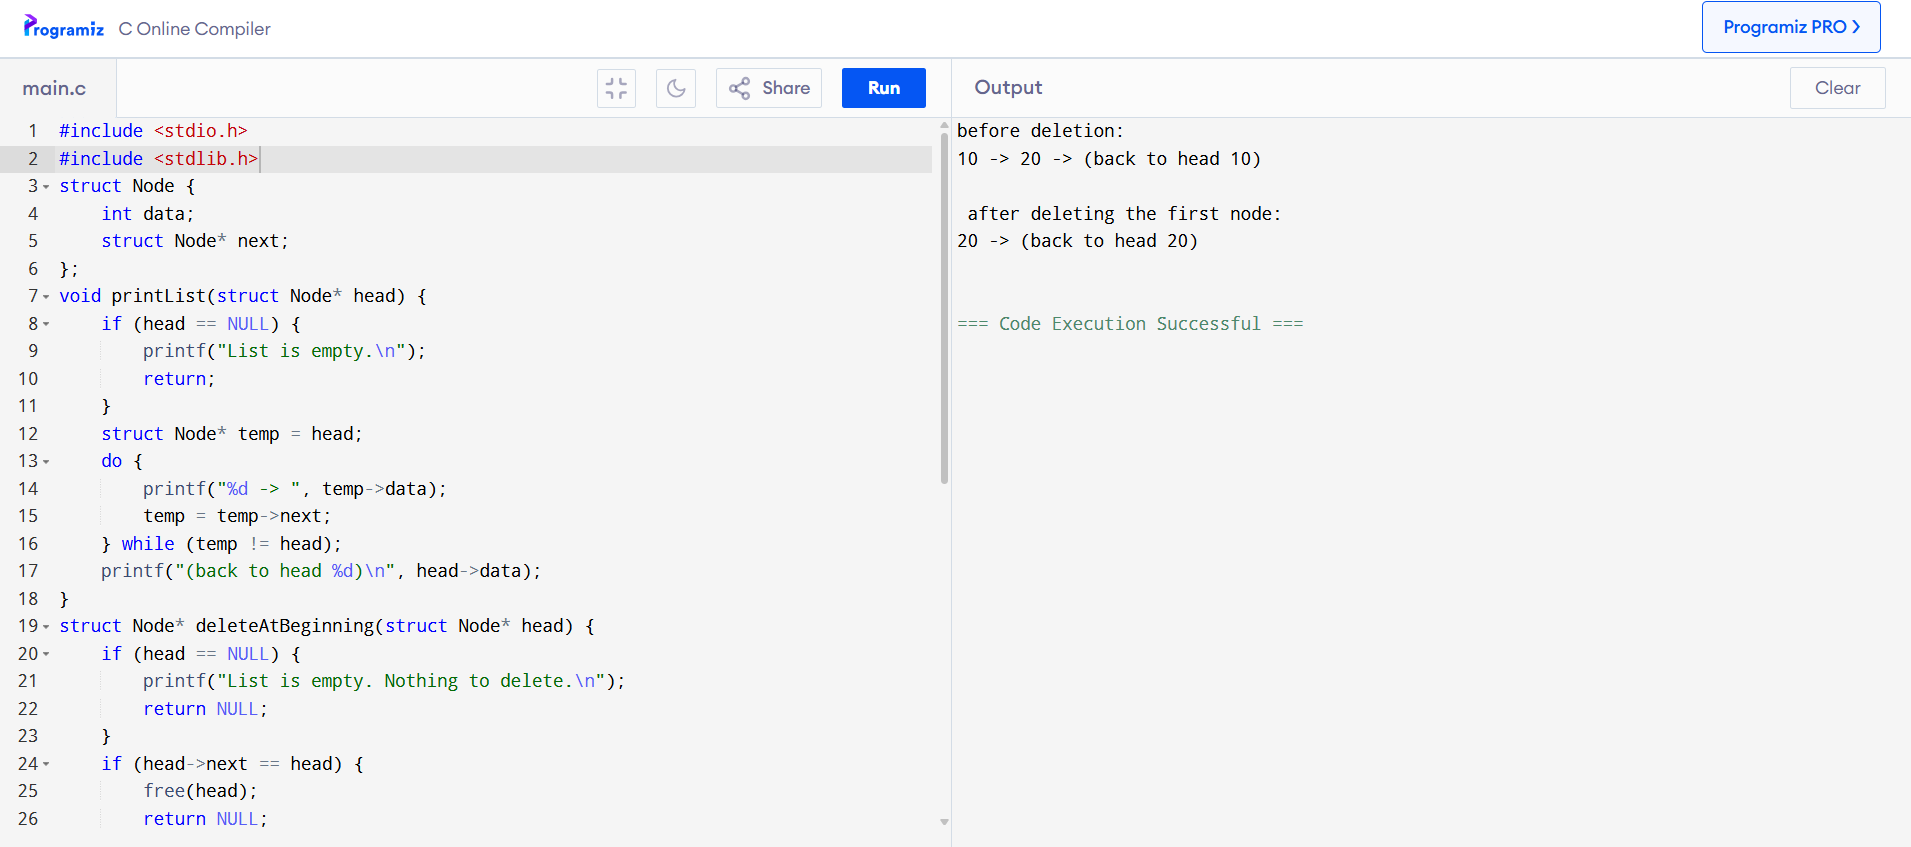 Programiz C Online Compiler
Programiz PRO
main.c
Share
Run
Output
Clear
1 #include <stdio.h>
2 #include <stdlib.h>
3 struct Node {
4     int data;
5     struct Node* next;
6 };
7 void printList(struct Node* head) {
8     if (head == NULL) {
9         printf("List is empty.\n");
10         return;
11     }
12     struct Node* temp = head;
13     do {
14         printf("%d -> ", temp->data);
15         temp = temp->next;
16     } while (temp != head);
17     printf("(back to head %d)\n", head->data);
18 }
19 struct Node* deleteAtBeginning(struct Node* head) {
20     if (head == NULL) {
21         printf("List is empty. Nothing to delete.\n");
22         return NULL;
23     }
24     if (head->next == head) {
25         free(head);
26         return NULL;
before deletion:
10 -> 20 -> (back to head 10)
 after deleting the first node:
20 -> (back to head 20)
=== Code Execution Successful ===